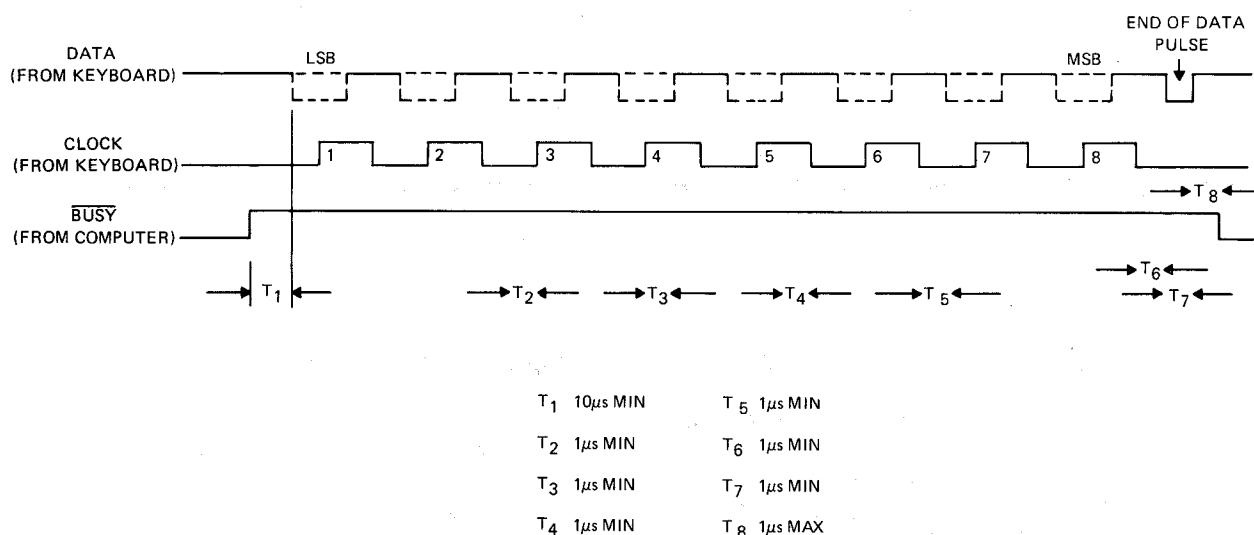 END OF DATA
PULSE
DATA
(FROM KEYBOARD)
LSB
MSB
CLOCK
(FROM KEYBOARD)
1 2 3 4 5 6 7 8
T8
BUSY
(FROM COMPUTER)
T6
T1 T2 T3 T4 T5 T7
T1 10μs MIN T5 1μs MIN
T2 1μs MIN T6 1μs MIN
T3 1μs MIN T7 1μs MIN
T4 1μs MIN T8 1μs MAX